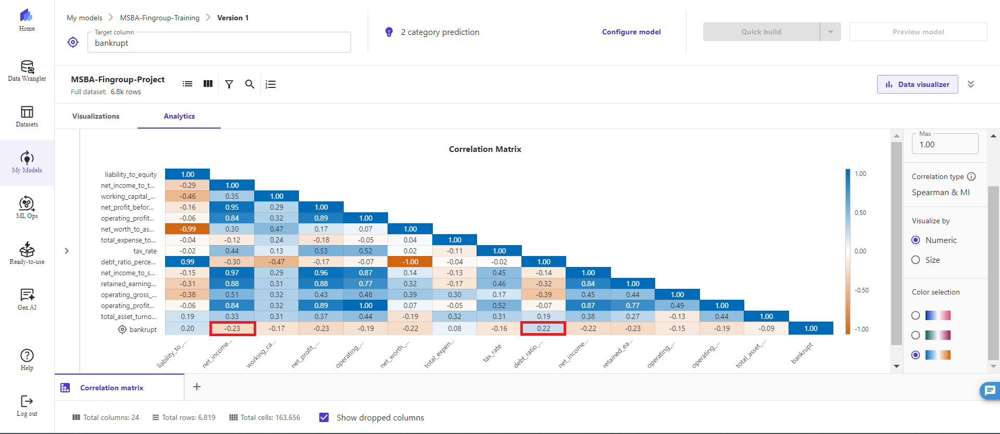 Home
Data Wrangler
Datasets
My Models
ML Ops
Ready-to-use
Gen AI
Help
Log out
My models > MSBA-Fingroup-Training > Version 1
Target column
bankrupt
2 category prediction
Configure model
Quick build
Preview model
MSBA-Fingroup-Project
Full dataset: 6.8k rows
Data visualizer
Visualizations Analytics
Correlation Matrix
liability_to_equity 1.00
net_income_to_t... -0.29 1.00
working_capital_... -0.46 0.35 1.00
net_profit_befor... -0.16 0.95 0.29 1.00
operating_profit... -0.06 0.84 0.32 0.89 1.00
net_worth_to_as... -0.99 0.30 0.47 0.17 0.07 1.00
total_expense_to... -0.04 -0.12 0.24 -0.18 -0.05 0.04 1.00
tax_rate -0.02 0.44 0.13 0.53 0.52 0.02 -0.11 1.00
debt_ratio_perce... 0.99 -0.30 -0.47 -0.17 -0.07 -1.00 -0.04 -0.02 1.00
net_income_to_s... -0.15 0.97 0.29 0.96 0.87 0.14 -0.13 0.45 -0.14 1.00
retained_earning... -0.31 0.88 0.31 0.88 0.77 0.32 -0.17 0.46 -0.32 0.84 1.00
operating_gross_... -0.38 0.51 0.32 0.43 0.48 0.39 0.30 0.17 -0.39 0.45 0.44 1.00
operating_profit... -0.06 0.84 0.32 0.89 1.00 0.07 -0.05 0.52 -0.07 0.87 0.77 0.49 1.00
total_asset_turno... 0.19 0.33 0.31 0.37 0.44 -0.19 0.32 0.31 0.19 0.38 0.27 -0.13 0.44 1.00
bankrupt 0.20 -0.23 -0.17 -0.23 -0.19 -0.22 0.08 -0.16 0.22 -0.22 -0.23 -0.15 -0.19 -0.09 1.00
liability_to_... net_income... working_ca... net_profit_... operating_... net_worth_... total_expen... tax_rate debt_ratio_... net_income... retained_ea... operating_... operating_... total_asset_... bankrupt
1.00
0.50
0.00
-0.50
-1.00
Max
1.00
Correlation type
Spearman & MI
Visualize by
Numeric
Size
Color selection
Correlation matrix +
Total columns: 24 Total rows: 6,819 Total cells: 163,656 Show dropped columns